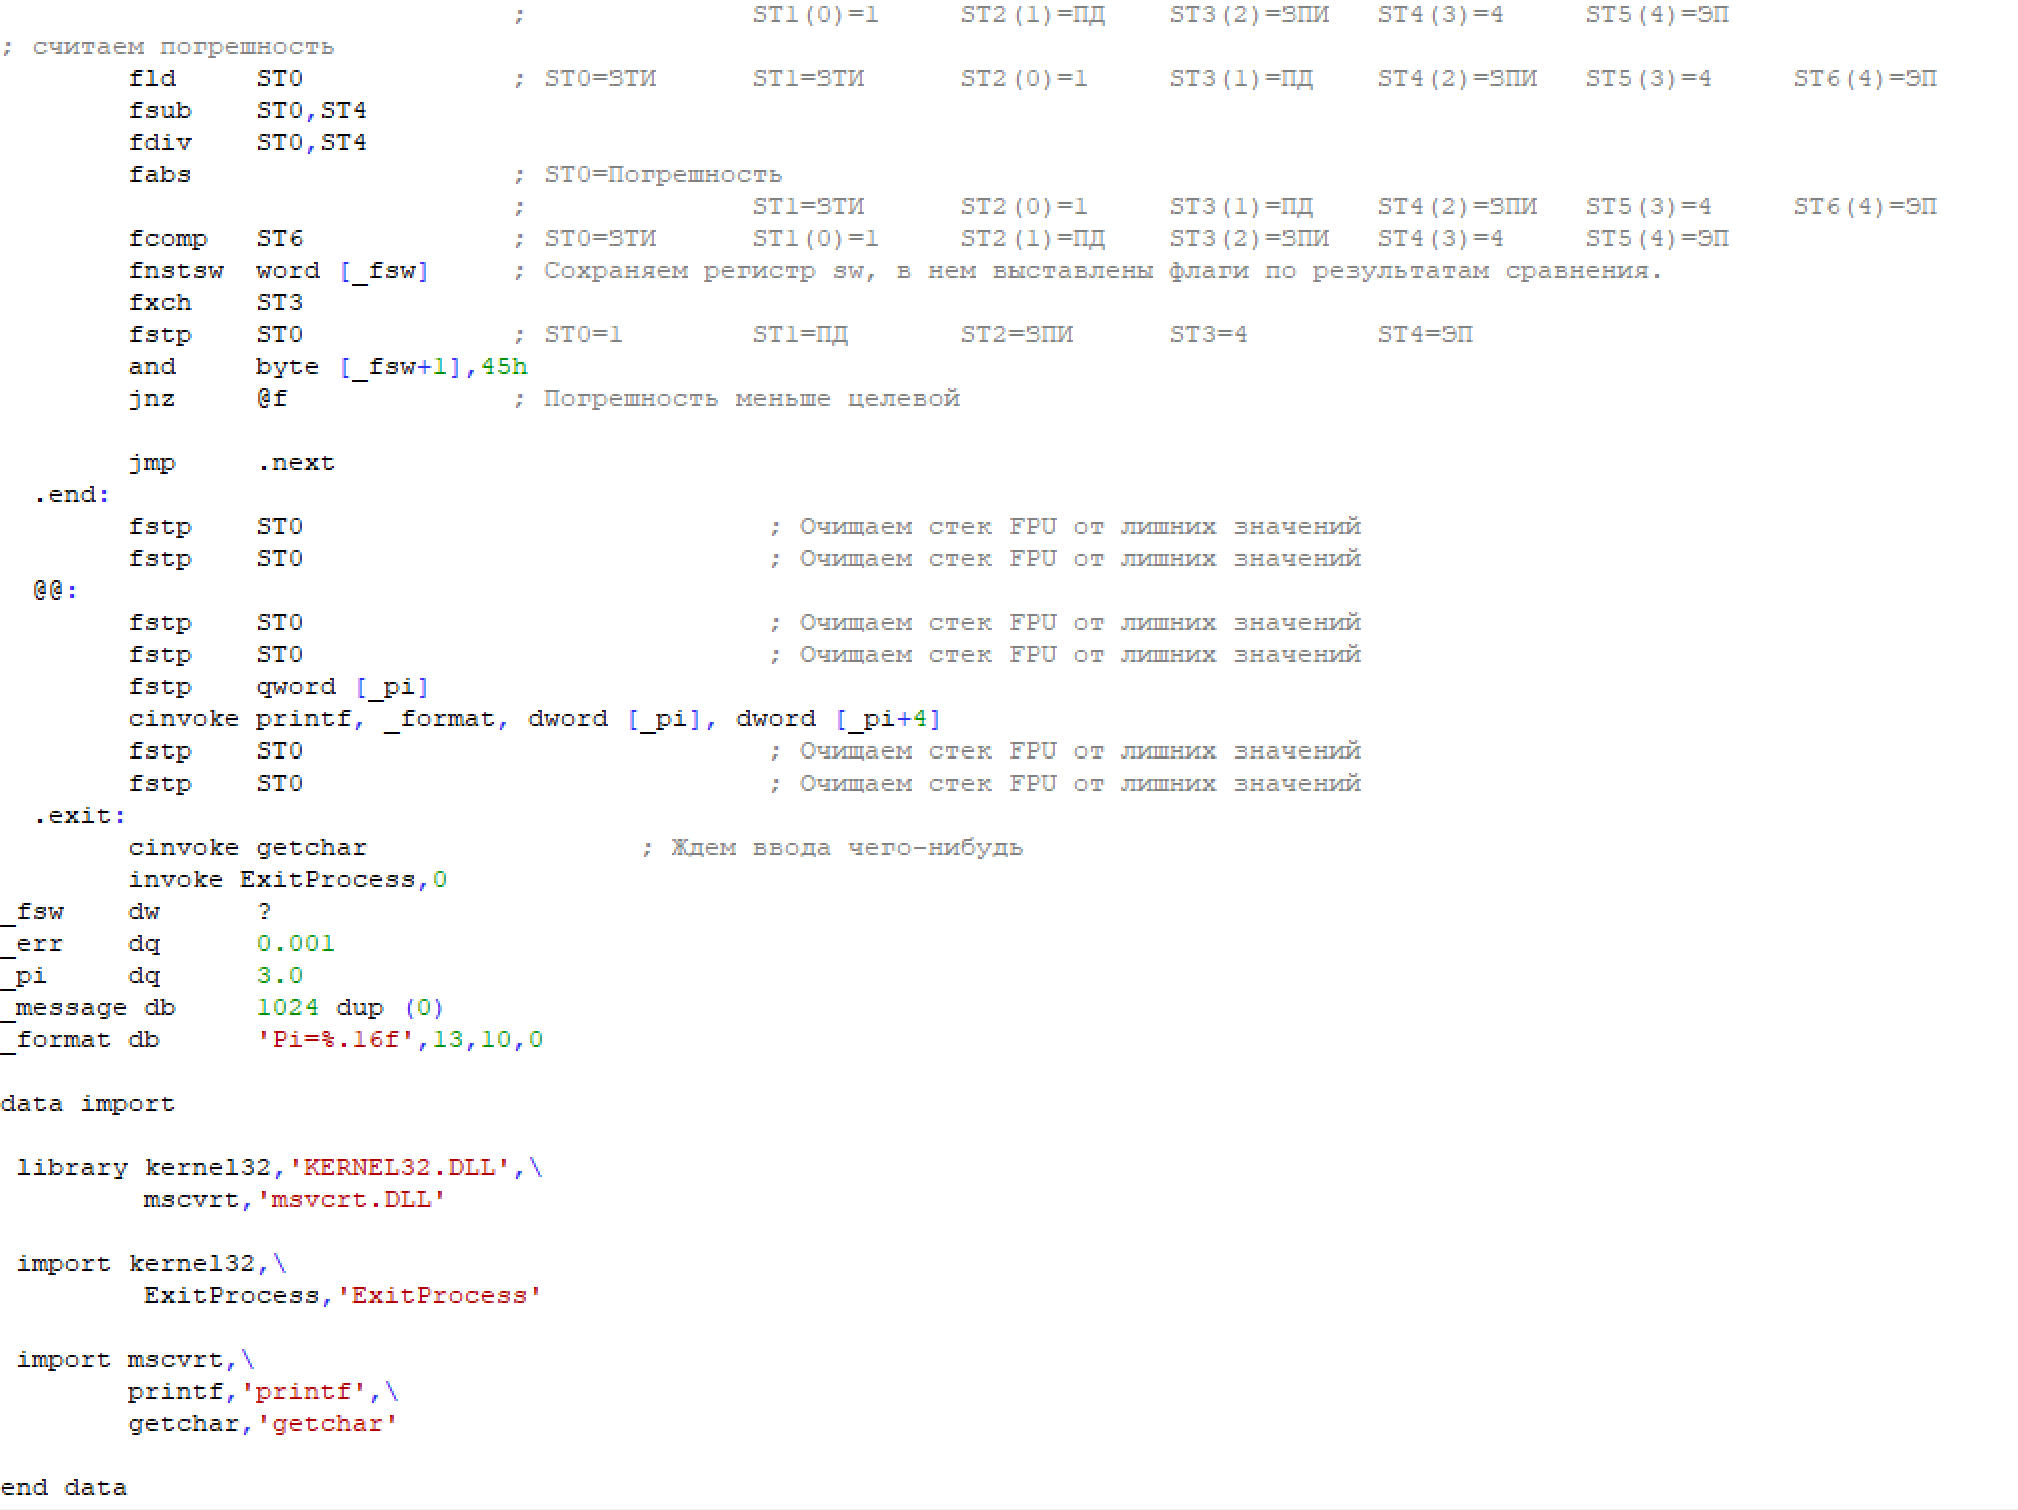 ;              ST1(0)=1     ST2(1)=ПД    ST3(2)=ЗПИ   ST4(3)=4     ST5(4)=ЭП
; считаем погрешность
        fld     ST0             ; ST0=ЗТИ      ST1=ЗТИ      ST2(0)=1     ST3(1)=ПД    ST4(2)=ЗПИ   ST5(3)=4     ST6(4)=ЭП
        fsub    ST0,ST4
        fdiv    ST0,ST4
        fabs                    ; ST0=Погрешность
                                ;              ST1=ЗТИ      ST2(0)=1     ST3(1)=ПД    ST4(2)=ЗПИ   ST5(3)=4     ST6(4)=ЭП
        fcomp   ST6             ; ST0=ЗТИ      ST1(0)=1     ST2(1)=ПД    ST3(2)=ЗПИ   ST4(3)=4     ST5(4)=ЭП
        fnstsw  word [_fsw]     ; Сохраняем регистр sw, в нем выставлены флаги по результатам сравнения.
        fxch    ST3
        fstp    ST0             ; ST0=1        ST1=ПД       ST2=ЗПИ      ST3=4        ST4=ЭП
        and     byte [_fsw+1],45h
        jnz     @f              ; Погрешность меньше целевой
        jmp     .next
  .end:
        fstp    ST0                             ; Очищаем стек FPU от лишних значений
        fstp    ST0                             ; Очищаем стек FPU от лишних значений
  @@:
        fstp    ST0                             ; Очищаем стек FPU от лишних значений
        fstp    ST0                             ; Очищаем стек FPU от лишних значений
        fstp    qword [_pi]
        cinvoke printf, _format, dword [_pi], dword [_pi+4]
        fstp    ST0                             ; Очищаем стек FPU от лишних значений
        fstp    ST0                             ; Очищаем стек FPU от лишних значений
  .exit:
        cinvoke getchar                 ; Ждем ввода чего-нибудь
        invoke ExitProcess,0
_fsw    dw      ?
_err    dq      0.001
_pi     dq      3.0
_message db     1024 dup (0)
_format db      'Pi=%.16f',13,10,0
data import
 library kernel32,'KERNEL32.DLL',\
         mscvrt,'msvcrt.DLL'
 import kernel32,\
         ExitProcess,'ExitProcess'
 import mscvrt,\
        printf,'printf',\
        getchar,'getchar'
end data